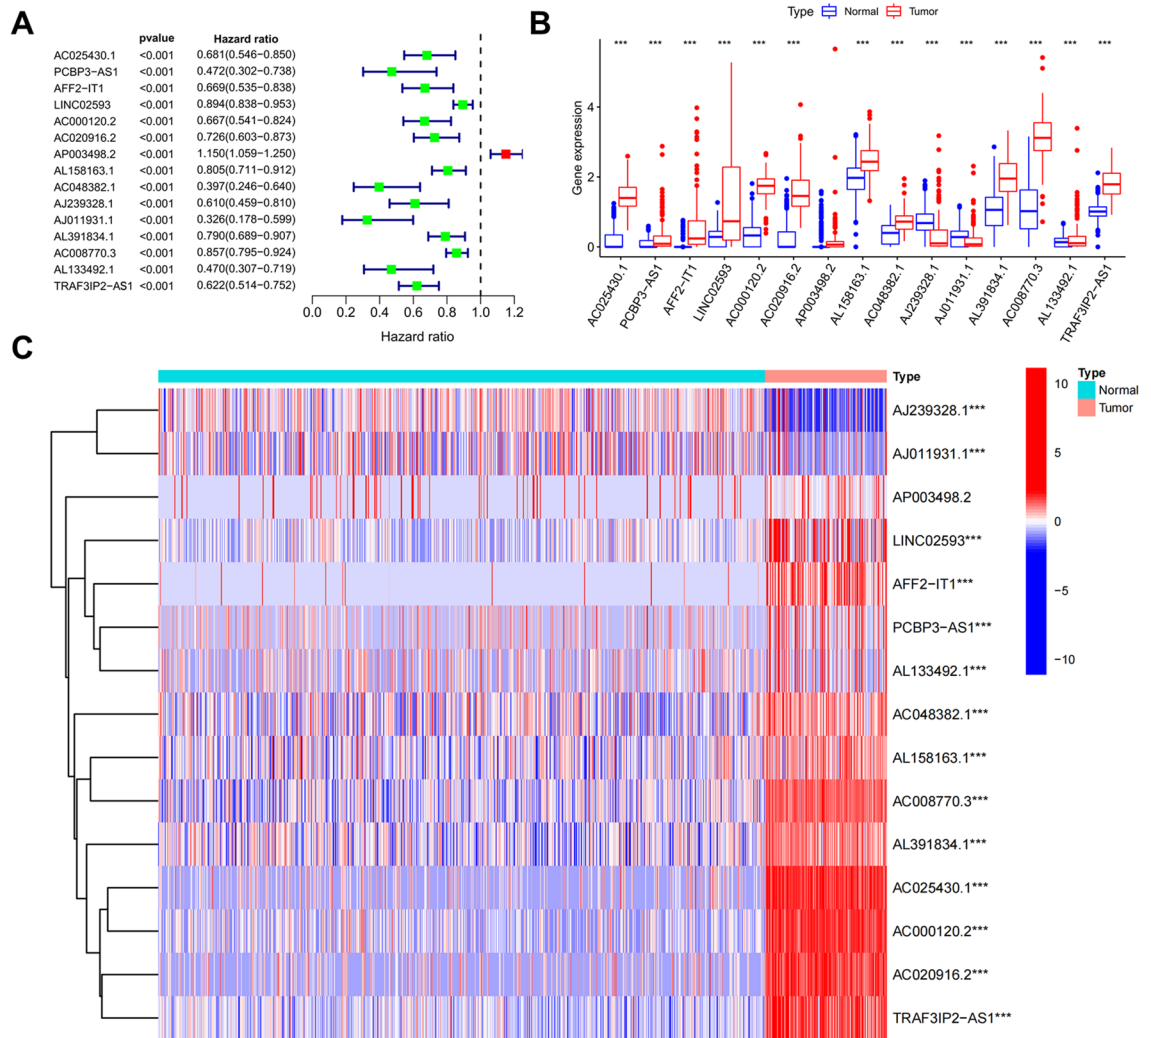 A
pvalue Hazard ratio
AC025430.1 <0.001 0.681(0.546−0.850)
PCBP3−AS1 <0.001 0.472(0.302−0.738)
AFF2−IT1 <0.001 0.669(0.535−0.838)
LINC02593 <0.001 0.894(0.838−0.953)
AC000120.2 <0.001 0.667(0.541−0.824)
AC020916.2 <0.001 0.726(0.603−0.873)
AP003498.2 <0.001 1.150(1.059−1.250)
AL158163.1 <0.001 0.805(0.711−0.912)
AC048382.1 <0.001 0.397(0.246−0.640)
AJ239328.1 <0.001 0.610(0.459−0.810)
AJ011931.1 <0.001 0.326(0.178−0.599)
AL391834.1 <0.001 0.790(0.689−0.907)
AC008770.3 <0.001 0.857(0.795−0.924)
AL133492.1 <0.001 0.470(0.307−0.719)
TRAF3IP2−AS1 <0.001 0.622(0.514−0.752)
0.0 0.2 0.4 0.6 0.8 1.0 1.2
Hazard ratio
B
Type Normal Tumor
*** *** *** *** *** *** *** *** *** *** *** *** *** ***
Gene expression
4
2
0
AC025430.1
PCBP3−AS1
AFF2−IT1
LINC02593
AC000120.2
AC020916.2
AP003498.2
AL158163.1
AC048382.1
AJ239328.1
AJ011931.1
AL391834.1
AC008770.3
AL133492.1
TRAF3IP2−AS1
C
Type
AJ239328.1***
AJ011931.1***
AP003498.2
LINC02593***
AFF2−IT1***
PCBP3−AS1***
AL133492.1***
AC048382.1***
AL158163.1***
AC008770.3***
AL391834.1***
AC025430.1***
AC000120.2***
AC020916.2***
TRAF3IP2−AS1***
10
5
0
−5
−10
Type
Normal
Tumor